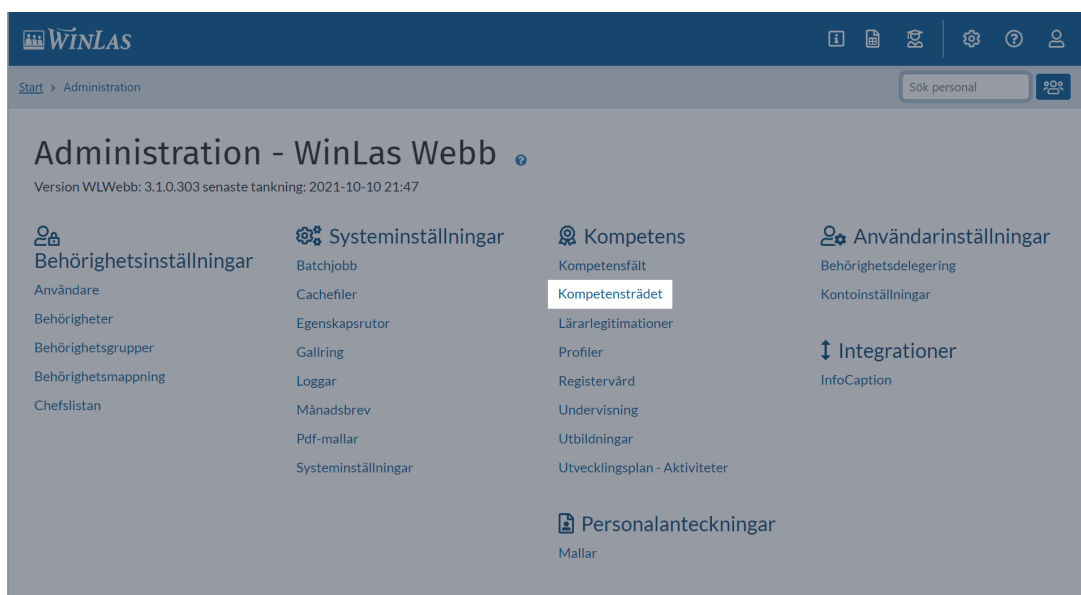 WINLAS
Start > Administration
Sök personal
Administration - WinLas Webb
Version WLWebb: 3.1.0.303 senaste tankning: 2021-10-10 21:47
Behörighetsinställningar
Användare
Behörigheter
Behörighetsgrupper
Behörighetsmappning
Chefslistan
Systeminställningar
Batchjobb
Cachefiler
Egenskapsrutor
Gallring
Loggar
Månadsbrev
Pdf-mallar
Systeminställningar
Kompetens
Kompetensfält
Kompetensträdet
Lärarlegitimationer
Profiler
Registervård
Undervisning
Utbildningar
Utvecklingsplan - Aktiviteter
Personalanteckningar
Mallar
Användarinställningar
Behörighetsdelegering
Kontoinställningar
Integrationer
InfoCaption